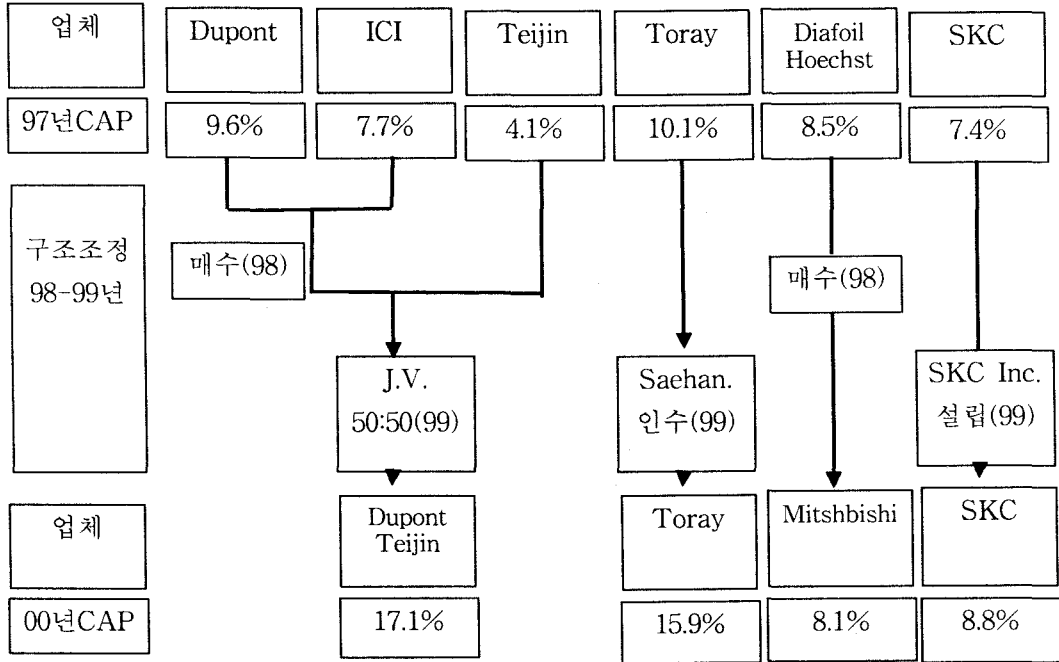 업체
Dupont
ICI
Teijin
Toray
Diafoil
Hoechst
SKC
97년CAP
9.6%
7.7%
4.1%
10.1%
8.5%
7.4%
구조조정
98-99년
매수(98)
매수(98)
J.V.
50:50(99)
Saehan.
인수(99)
SKC Inc.
설립(99)
업체
Dupont
Teijin
Toray
Mitshbishi
SKC
00년CAP
17.1%
15.9%
8.1%
8.8%